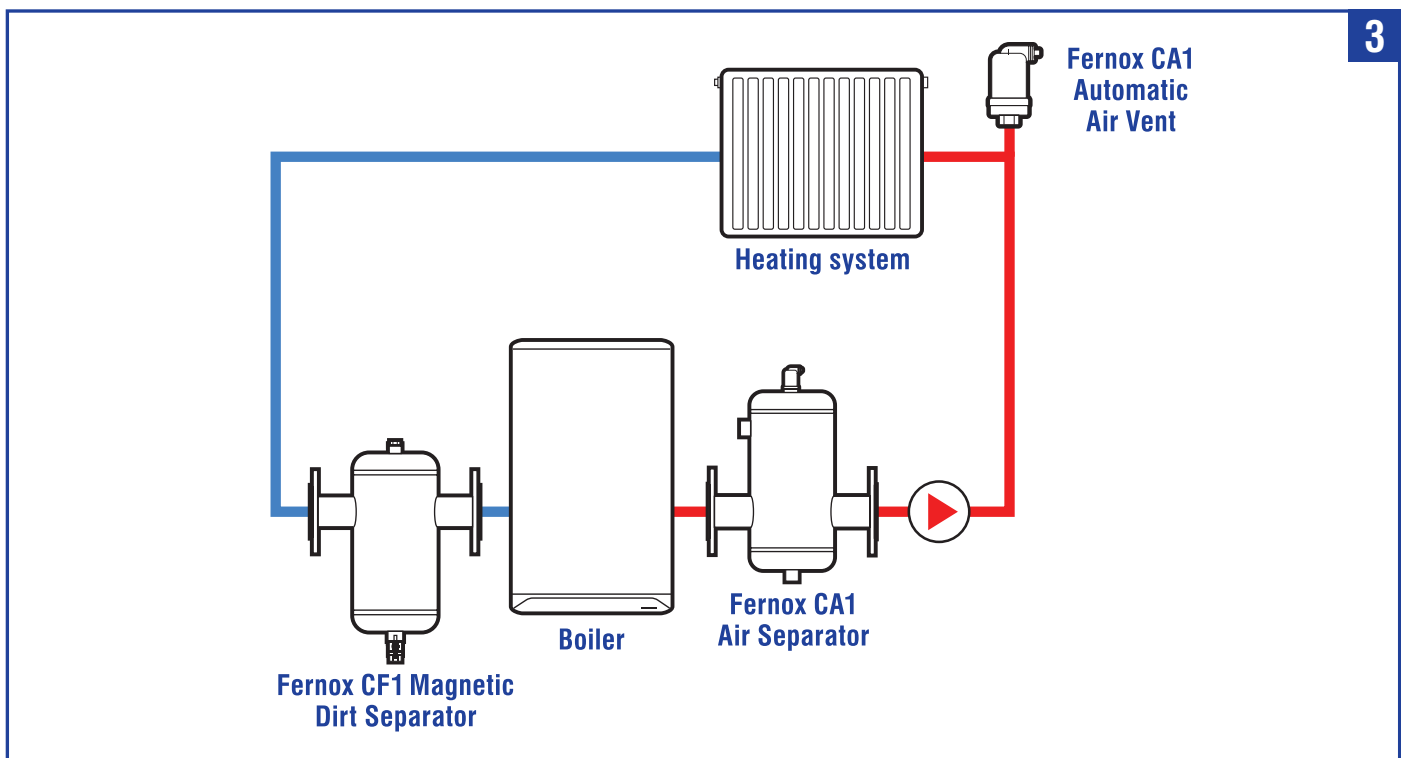 3
Fernox CA1
Automatic
Air Vent
Heating system
Fernox CA1
Air Separator
Boiler
Fernox CF1 Magnetic
Dirt Separator